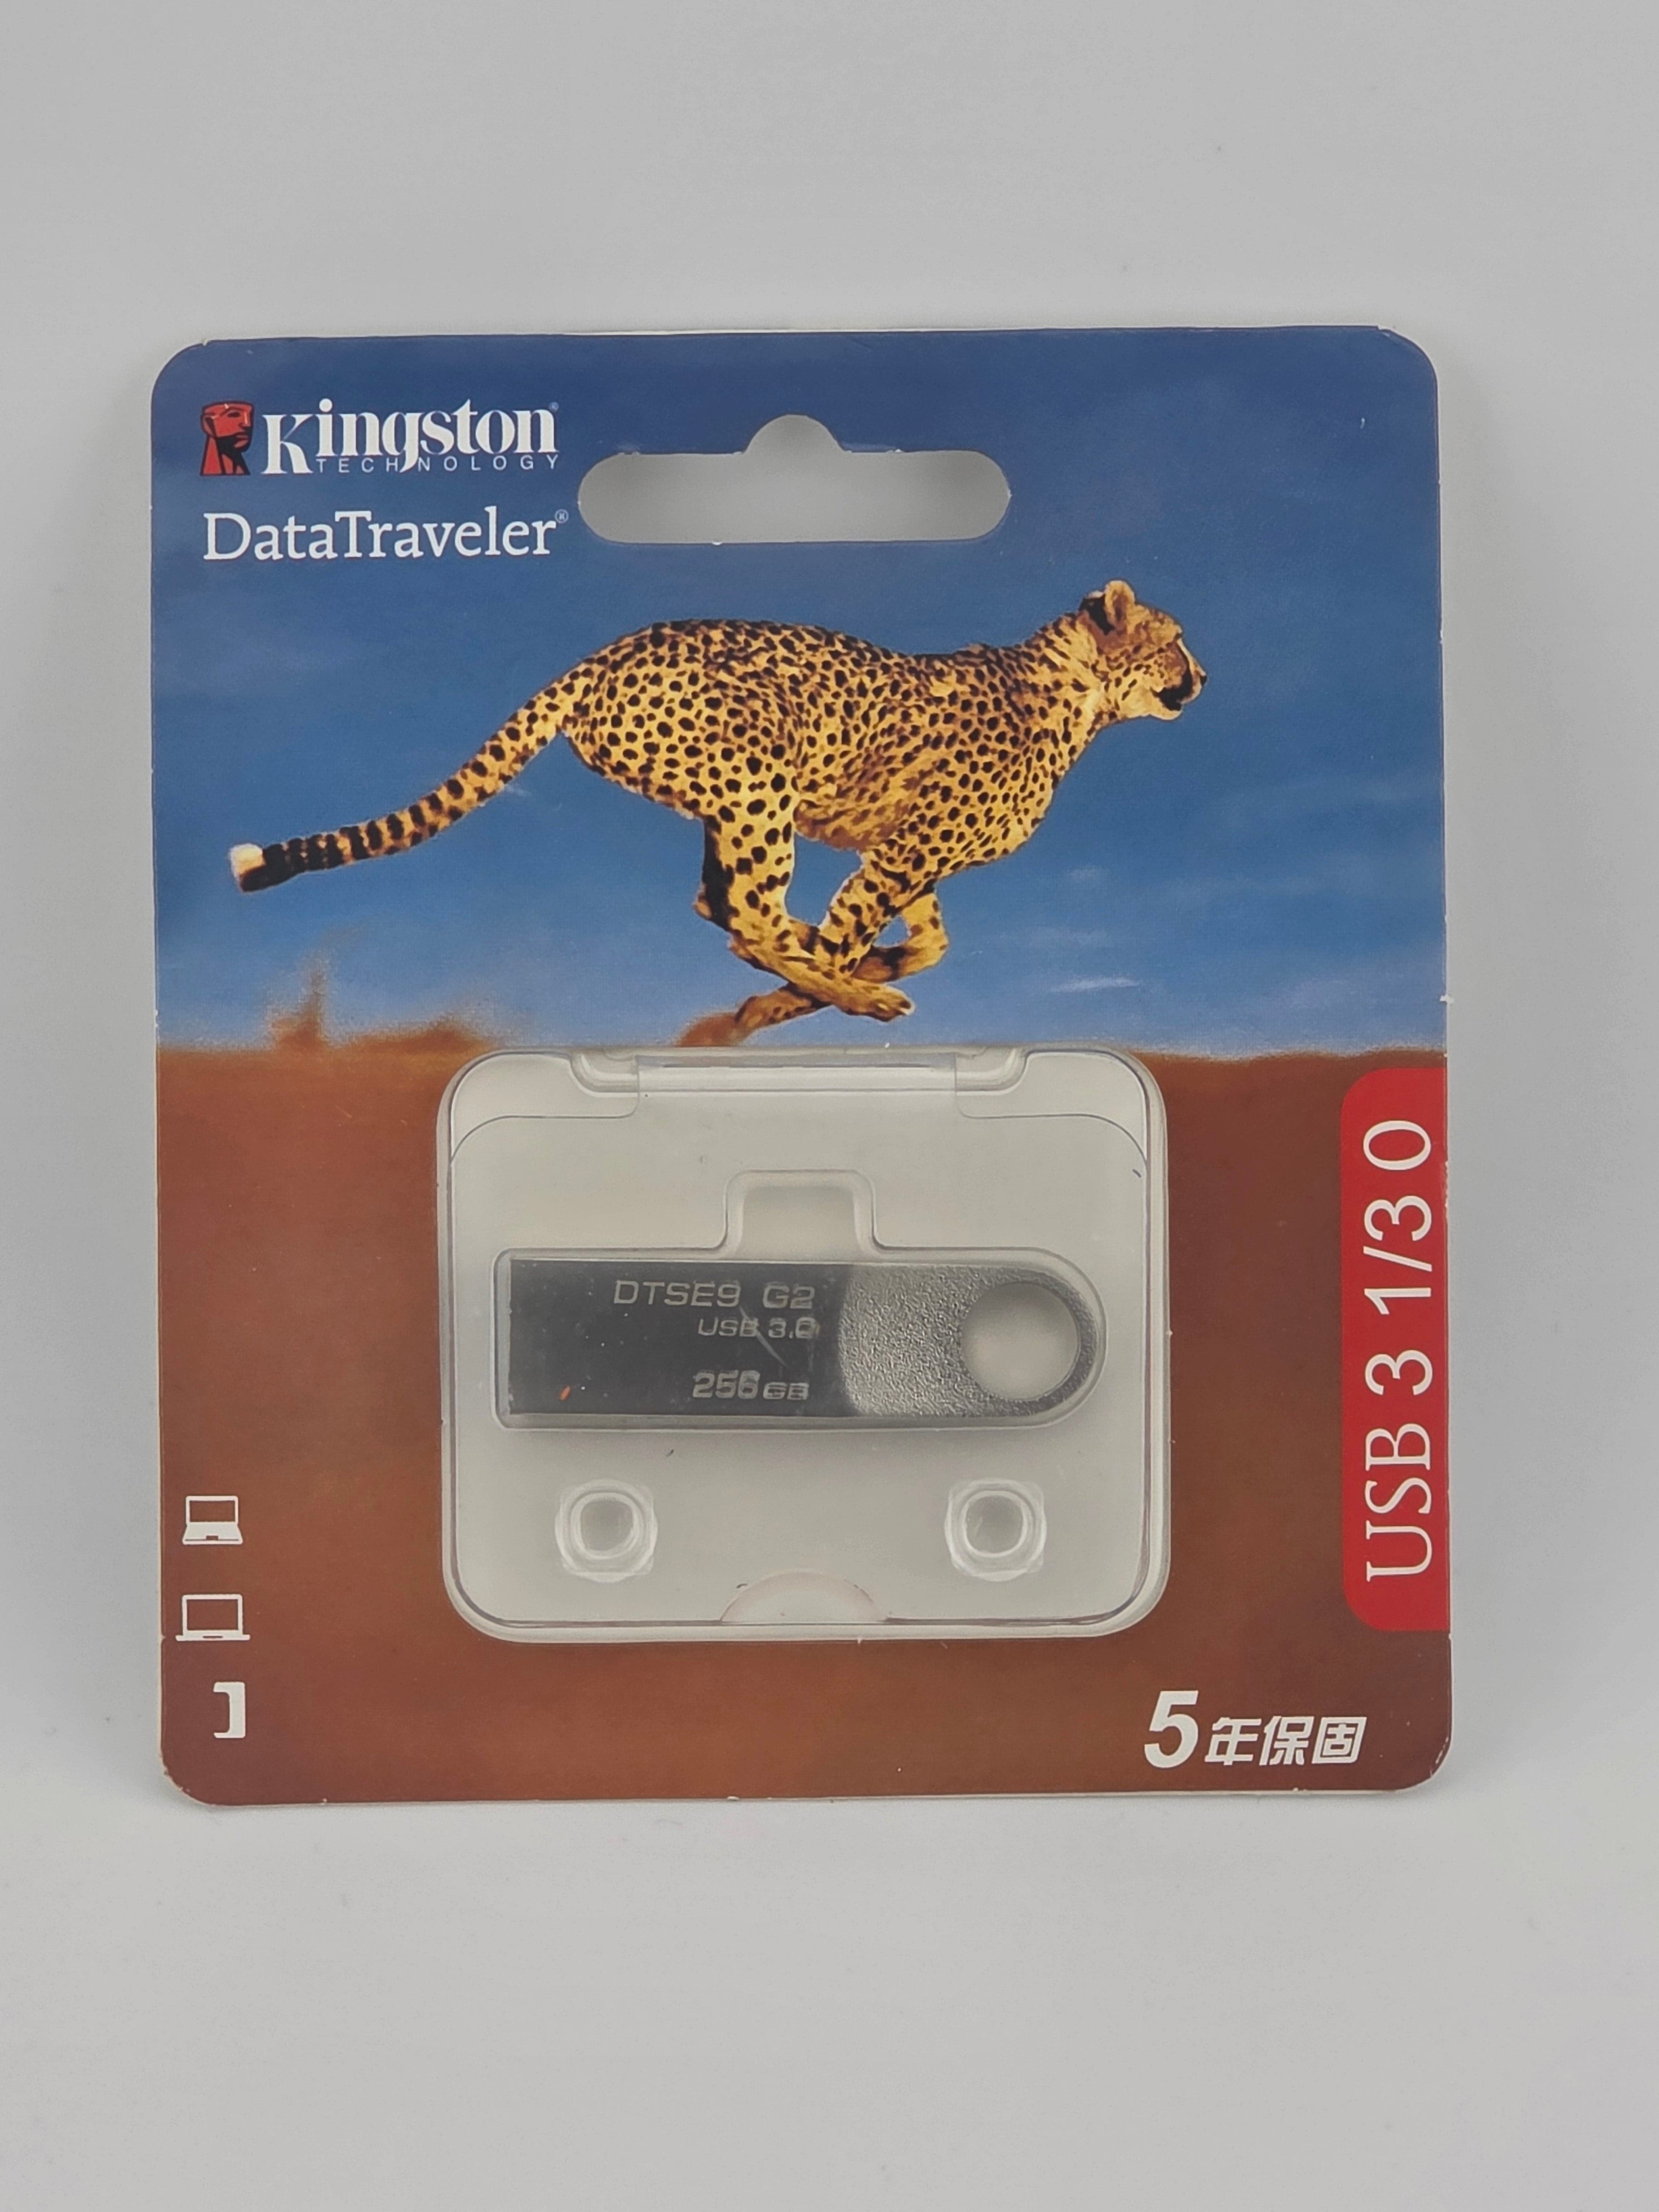 Kingston®
TECHNOLOGY
DataTraveler®
DTSE9 G2
USB 3.0
256GB
USB 3 1/3 0
5年保固